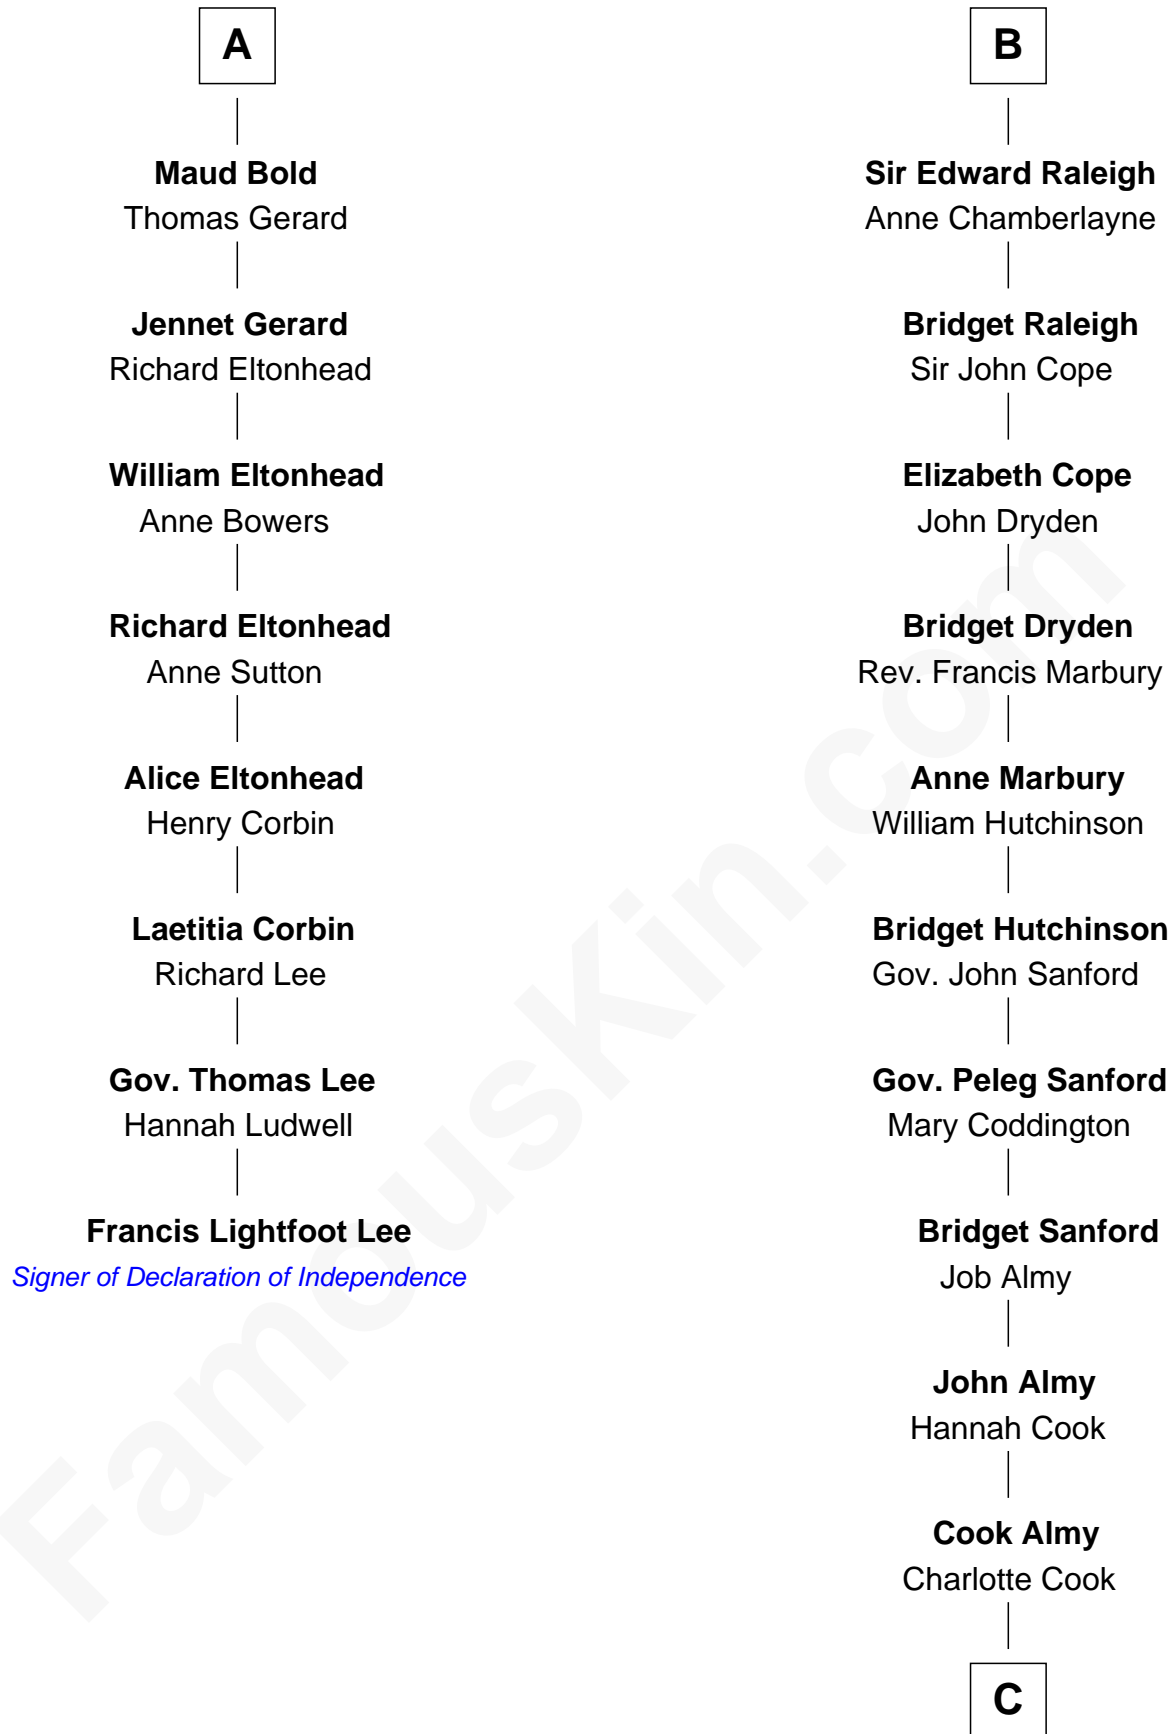 A
Maud Bold
Thomas Gerard
Jennet Gerard
Richard Eltonhead
William Eltonhead
Anne Bowers
Richard Eltonhead
Anne Sutton
Alice Eltonhead
Henry Corbin
Laetitia Corbin
Richard Lee
Gov. Thomas Lee
Hannah Ludwell
Francis Lightfoot Lee
Signer of Declaration of Independence
B
Sir Edward Raleigh
Anne Chamberlayne
Bridget Raleigh
Sir John Cope
Elizabeth Cope
John Dryden
Bridget Dryden
Rev. Francis Marbury
Anne Marbury
William Hutchinson
Bridget Hutchinson
Gov. John Sanford
Gov. Peleg Sanford
Mary Coddington
Bridget Sanford
Job Almy
John Almy
Hannah Cook
Cook Almy
Charlotte Cook
C
FamousKin.com